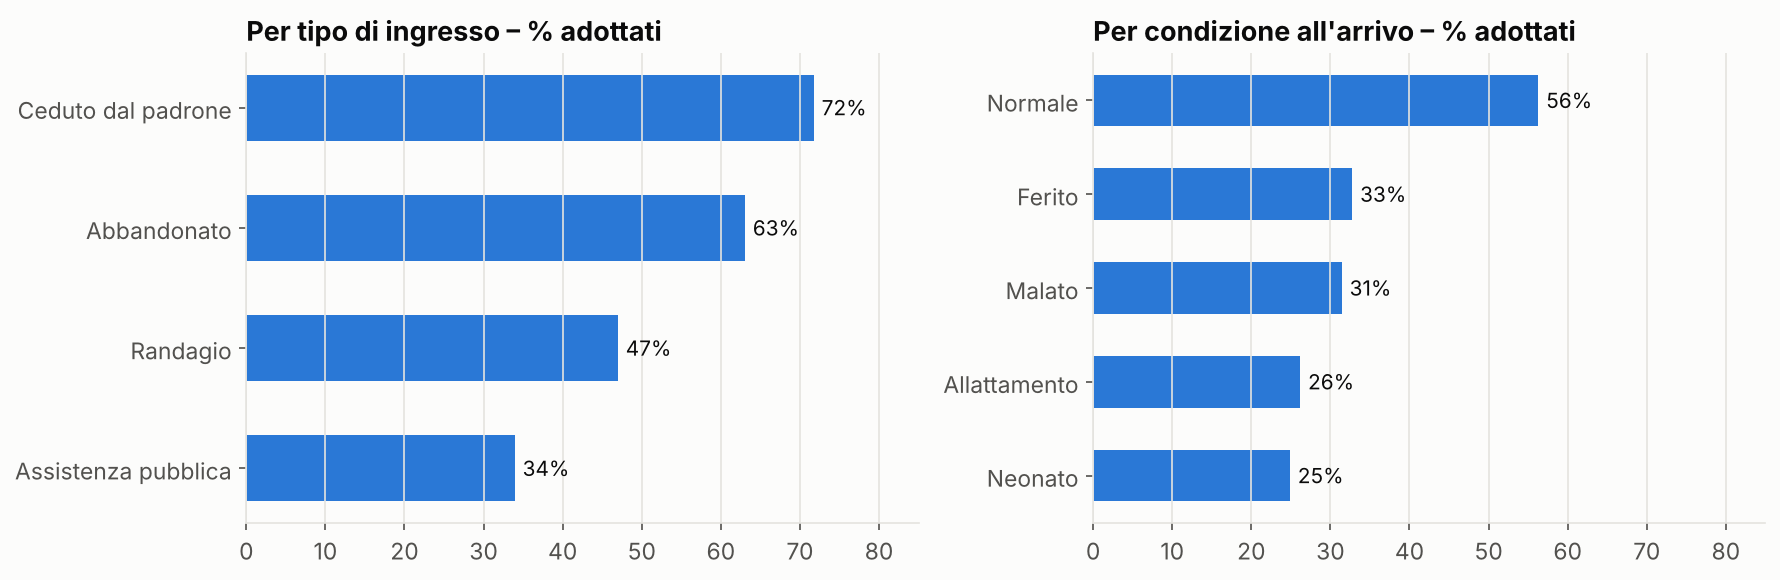 Per tipo di ingresso – % adottati
Ceduto dal padrone
72%
Abbandonato
63%
Randagio
47%
Assistenza pubblica
34%
0 10 20 30 40 50 60 70 80
Per condizione all'arrivo – % adottati
Normale
56%
Ferito
33%
Malato
31%
Allattamento
26%
Neonato
25%
0 10 20 30 40 50 60 70 80